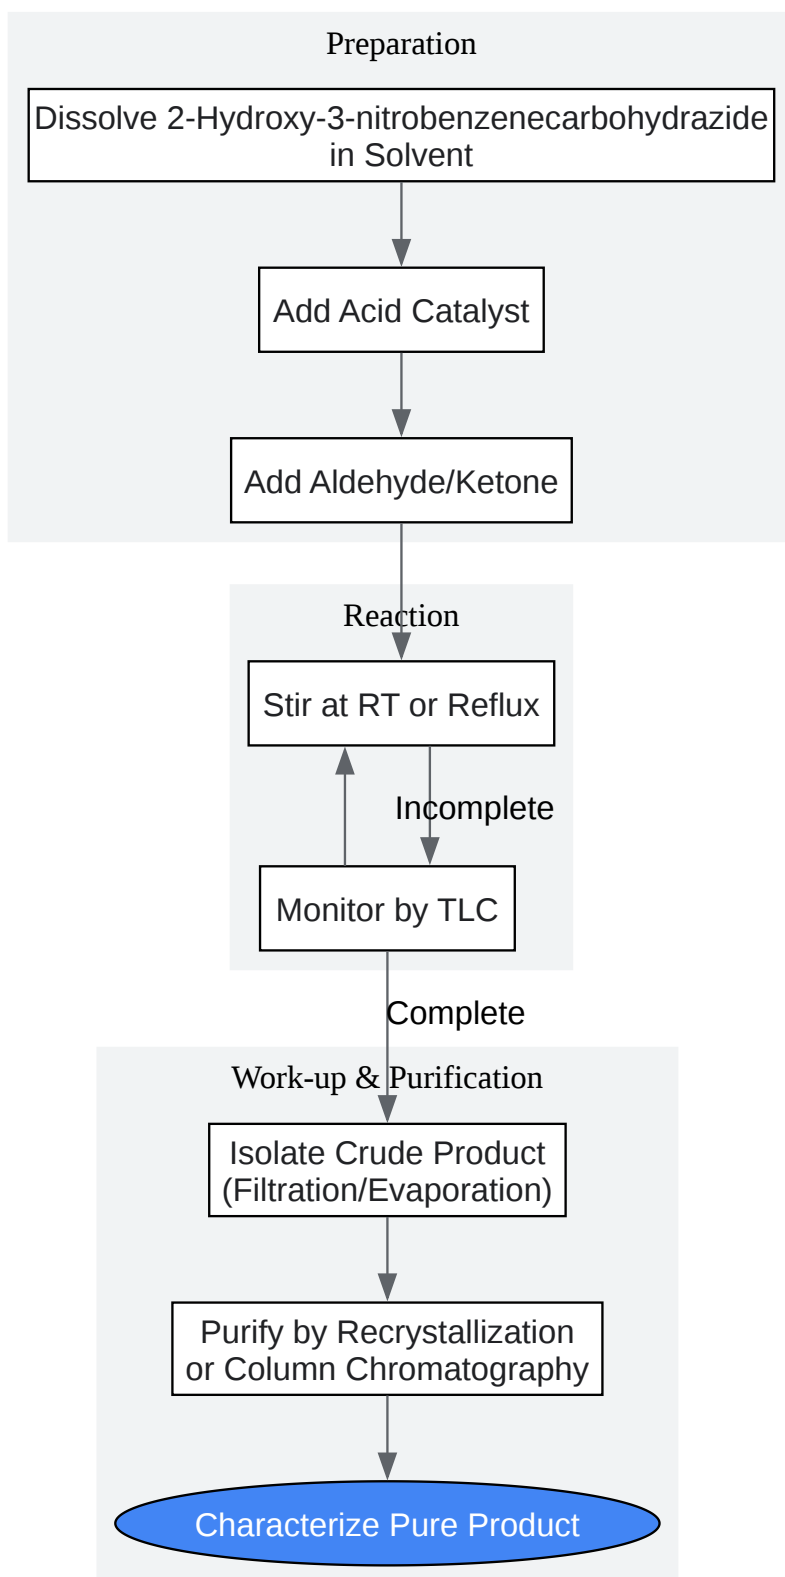 Preparation
Dissolve 2-Hydroxy-3-nitrobenzenecarbohydrazide
in Solvent
Add Acid Catalyst
Add Aldehyde/Ketone
Reaction
Stir at RT or Reflux
Incomplete
Monitor by TLC
Complete
Work-up & Purification
Isolate Crude Product
(Filtration/Evaporation)
Purify by Recrystallization
or Column Chromatography
Characterize Pure Product